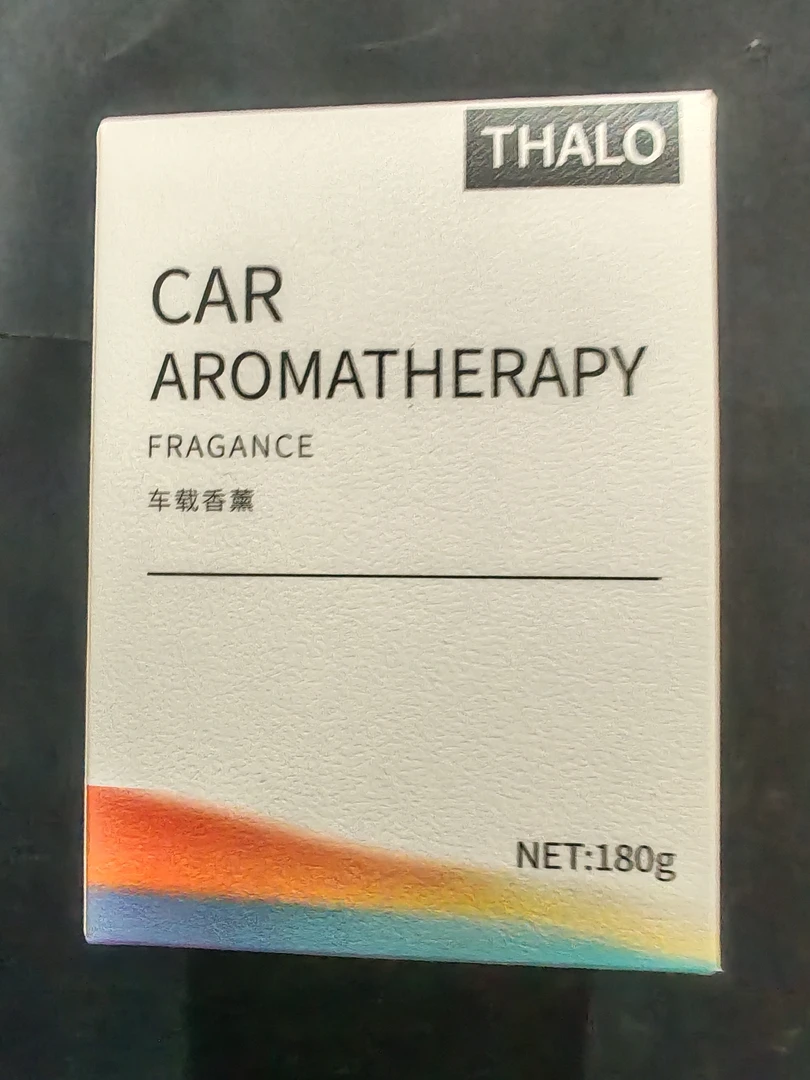 THALO
CAR
AROMATHERAPY
FRAGANCE
车载香薰
NET:180g